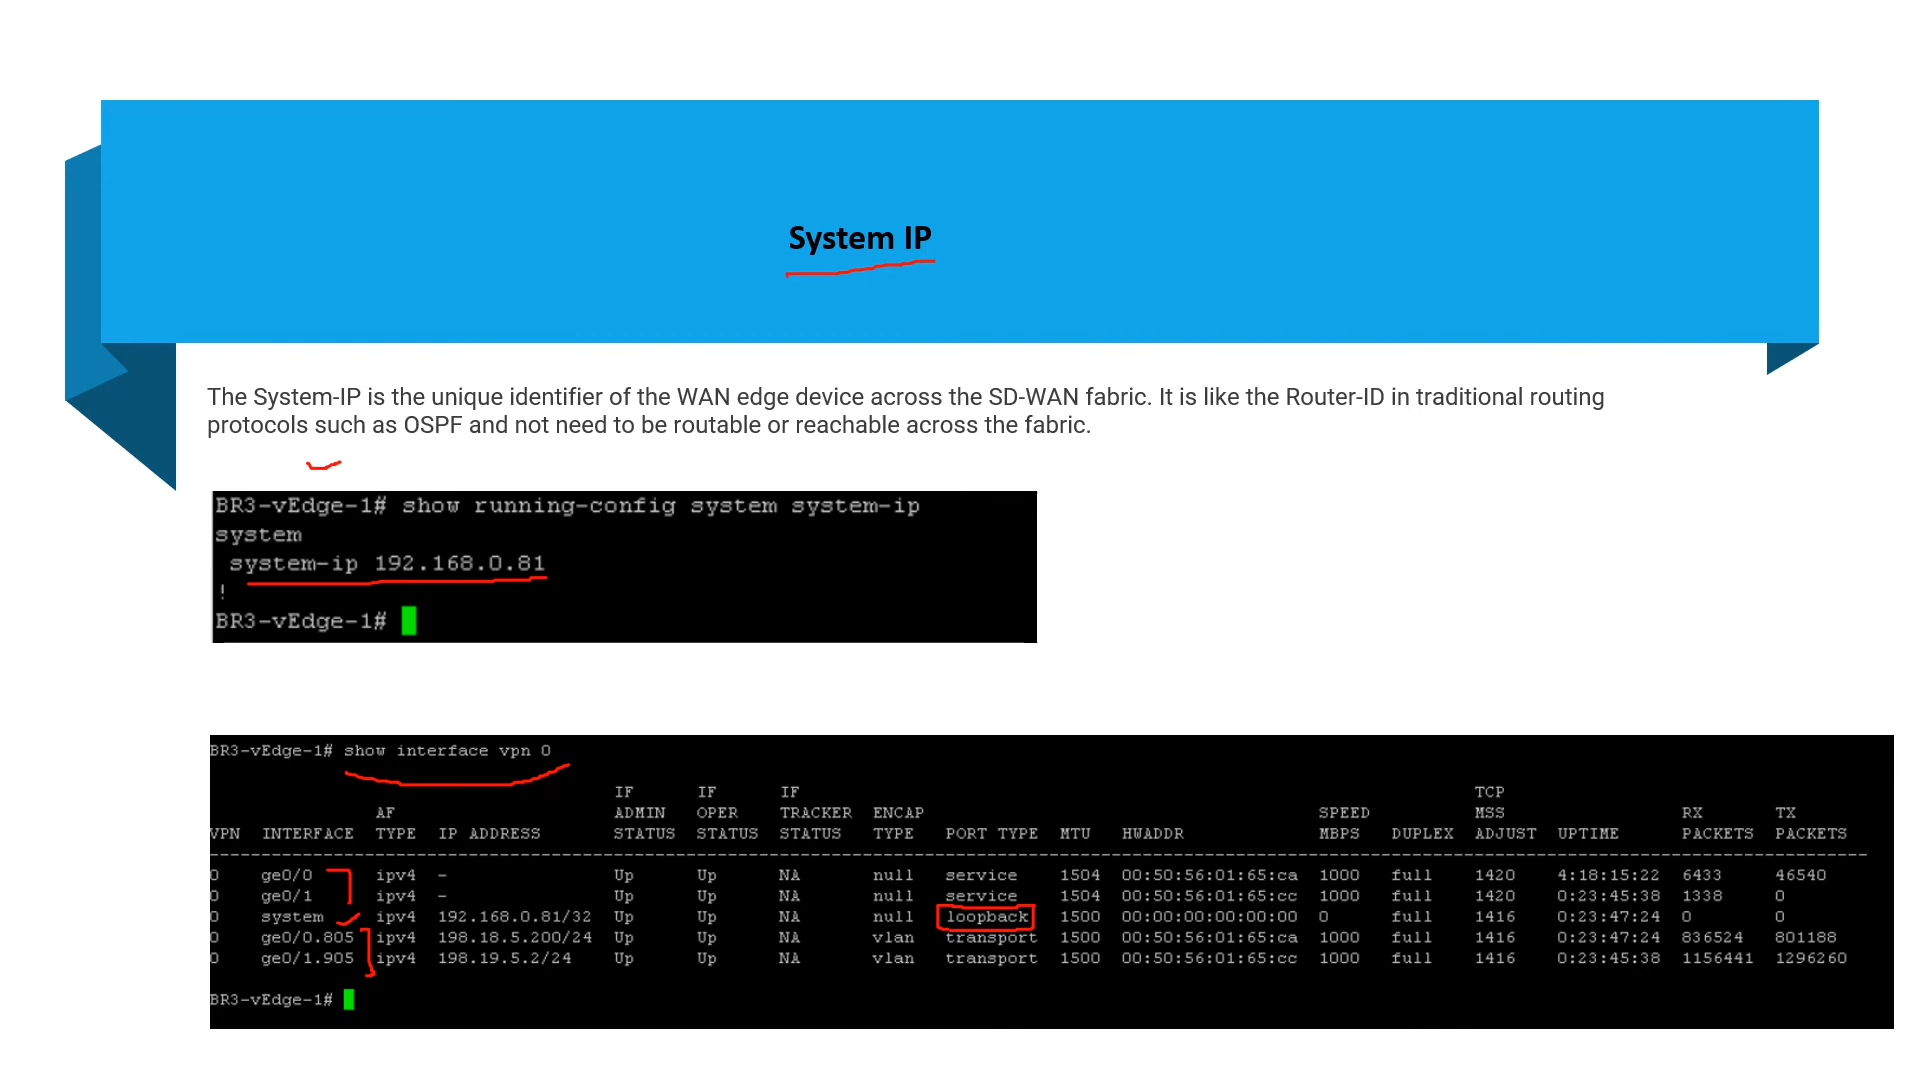 System IP
The System-IP is the unique identifier of the WAN edge device across the SD-WAN fabric. It is like the Router-ID in traditional routing
protocols such as OSPF and not need to be routable or reachable across the fabric.
BR3-vEdge-1# show running-config system system-ip
system
system-ip 192.168.0.81
!
BR3-vEdge-1#
BR3-vEdge-1# show interface vpn 0
IF IF IF TCP
AF ADMIN OPER TRACKER ENCAP SPEED MSS RX TX
VPN INTERFACE TYPE IP ADDRESS STATUS STATUS STATUS TYPE PORT TYPE MTU HWADDR MBPS DUPLEX ADJUST UPTIME PACKETS PACKETS
0 ge0/0 ipv4 - Up Up NA null service 1504 00:50:56:01:65:ca 1000 full 1420 4:18:15:22 6433 46540
0 ge0/1 ipv4 - Up Up NA null service 1504 00:50:56:01:65:cc 1000 full 1420 0:23:45:38 1338 0
0 system ipv4 192.168.0.81/32 Up Up NA null loopback 1500 00:00:00:00:00:00 0 full 1416 0:23:47:24 0 0
0 ge0/0.805 ipv4 198.18.5.200/24 Up Up NA vlan transport 1500 00:50:56:01:65:ca 1000 full 1416 0:23:47:24 836524 801188
0 ge0/1.905 ipv4 198.19.5.2/24 Up Up NA vlan transport 1500 00:50:56:01:65:cc 1000 full 1416 0:23:45:38 1156441 1296260
BR3-vEdge-1#